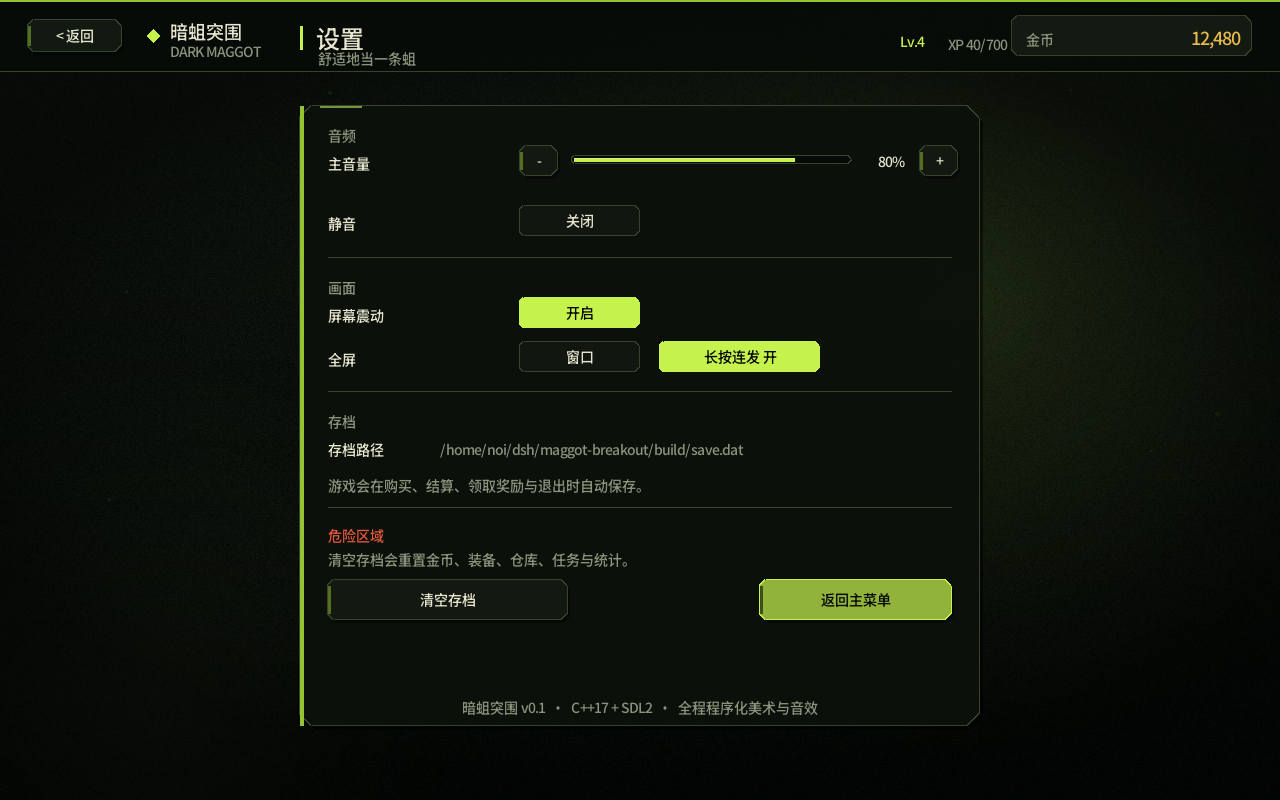 <返回
暗蛆突围
DARK MAGGOT
设置
舒适地当一条蛆
Lv.4
XP 40/700
金币
12,480
音频
主音量
-
80%
+
静音
关闭
画面
屏幕震动
开启
全屏
窗口
长按连发 开
存档
存档路径
/home/noi/dsh/maggot-breakout/build/save.dat
游戏会在购买、结算、领取奖励与退出时自动保存。
危险区域
清空存档会重置金币、装备、仓库、任务与统计。
清空存档
返回主菜单
暗蛆突围 v0.1 · C++17 + SDL2 · 全程程序化美术与音效